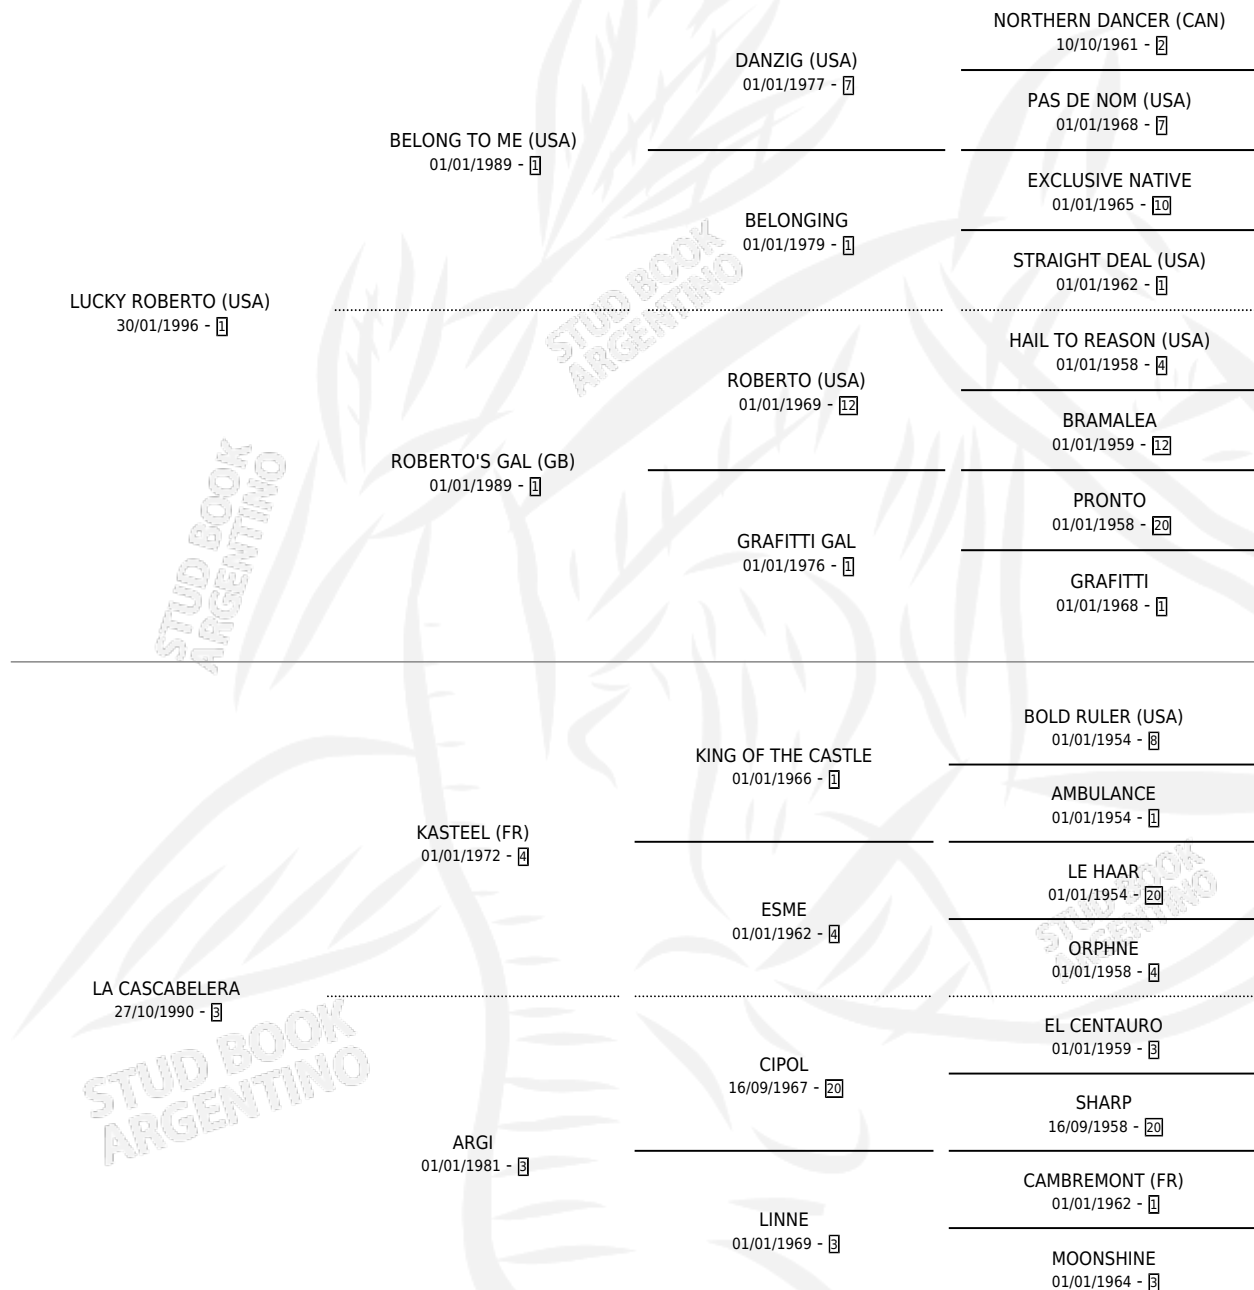 NORTHERN DANCER (CAN)
10/10/1961 - 2
DANZIG (USA)
01/01/1977 - 7
PAS DE NOM (USA)
01/01/1968 - 7
BELONG TO ME (USA)
01/01/1989 - 1
EXCLUSIVE NATIVE
01/01/1965 - 10
BELONGING
01/01/1979 - 1
STRAIGHT DEAL (USA)
01/01/1962 - 1
LUCKY ROBERTO (USA)
30/01/1996 - 1
HAIL TO REASON (USA)
01/01/1958 - 4
ROBERTO (USA)
01/01/1969 - 12
BRAMALEA
01/01/1959 - 12
ROBERTO'S GAL (GB)
01/01/1989 - 1
PRONTO
01/01/1958 - 20
GRAFITTI GAL
01/01/1976 - 1
GRAFITTI
01/01/1968 - 1
BOLD RULER (USA)
01/01/1954 - 8
KING OF THE CASTLE
01/01/1966 - 1
AMBULANCE
01/01/1954 - 1
KASTEEL (FR)
01/01/1972 - 4
LE HAAR
01/01/1954 - 20
ESME
01/01/1962 - 4
ORPHNE
01/01/1958 - 4
LA CASCABELERA
27/10/1990 - 3
EL CENTAURO
01/01/1959 - 3
CIPOL
16/09/1967 - 20
SHARP
16/09/1958 - 20
ARGI
01/01/1981 - 3
CAMBREMONT (FR)
01/01/1962 - 1
LINNE
01/01/1969 - 3
MOONSHINE
01/01/1964 - 3
STUD BOOK
ARGENTINO
STUD BOOK
ARGENTINO
STUD BOOK
ARGENTINO
STUD BOOK
ARGENTINO